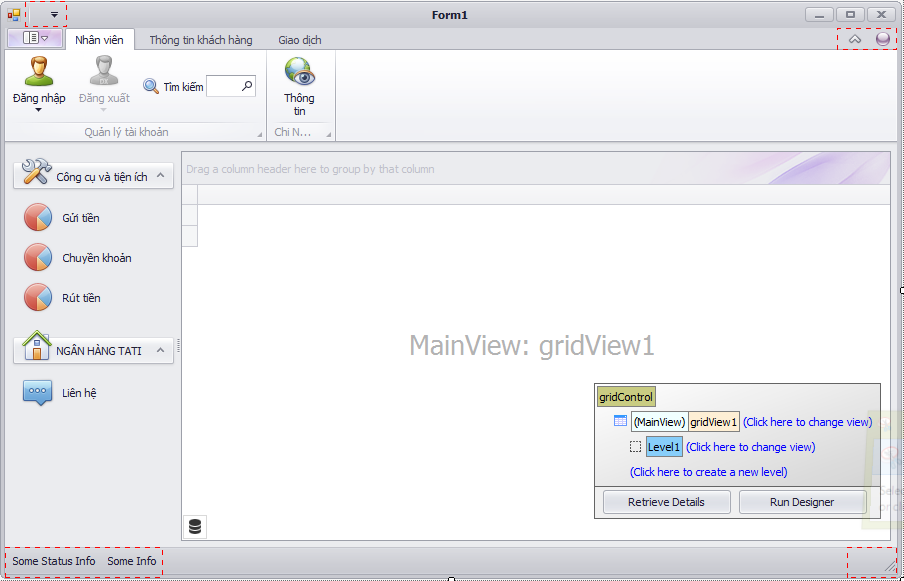 Form1
Nhân viên Thông tin khách hàng Giao dịch
Đăng nhập Đăng xuất Tìm kiếm Thông
tin
Quản lý tài khoản Chi N...
Drag a column header here to group by that column
Công cụ và tiện ích
Gửi tiền
Chuyền khoản
Rút tiền
NGÂN HÀNG TATI
Liên hệ
MainView: gridView1
gridControl
(MainView) gridView1 (Click here to change view)
Level1 (Click here to change view)
(Click here to create a new level)
Retrieve Details Run Designer
Some Status Info Some Info